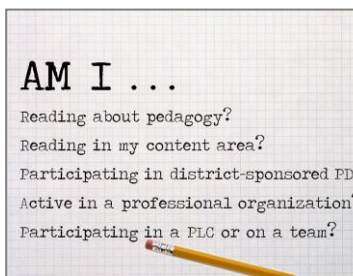 AM I ...
Reading about pedagogy?
Reading in my content area?
Participating in district-sponsored PD
Active in a professional organization?
Participating in a PLC or on a team?